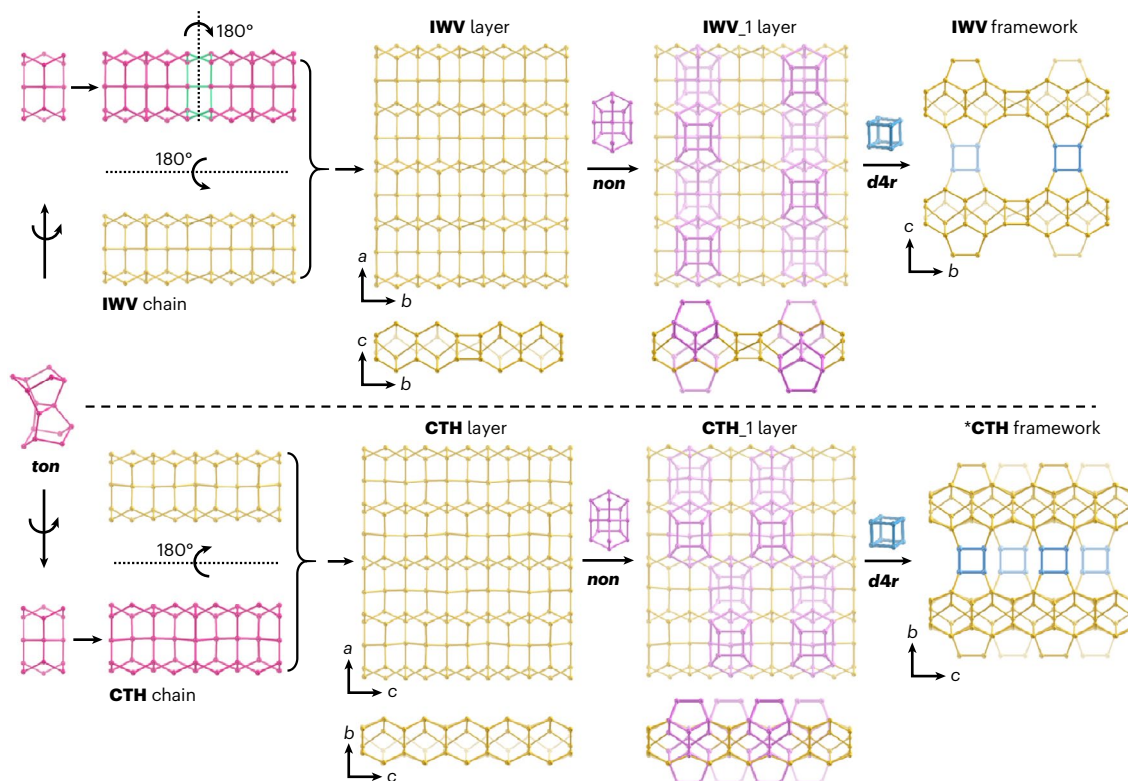 IWV layer
IWV_1 layer
IWV framework
180°
180°
non
d4r
IWV chain
a
b
c
b
c
b
ton
CTH layer
CTH_1 layer
*CTH framework
180°
non
d4r
CTH chain
a
c
b
c
b
c